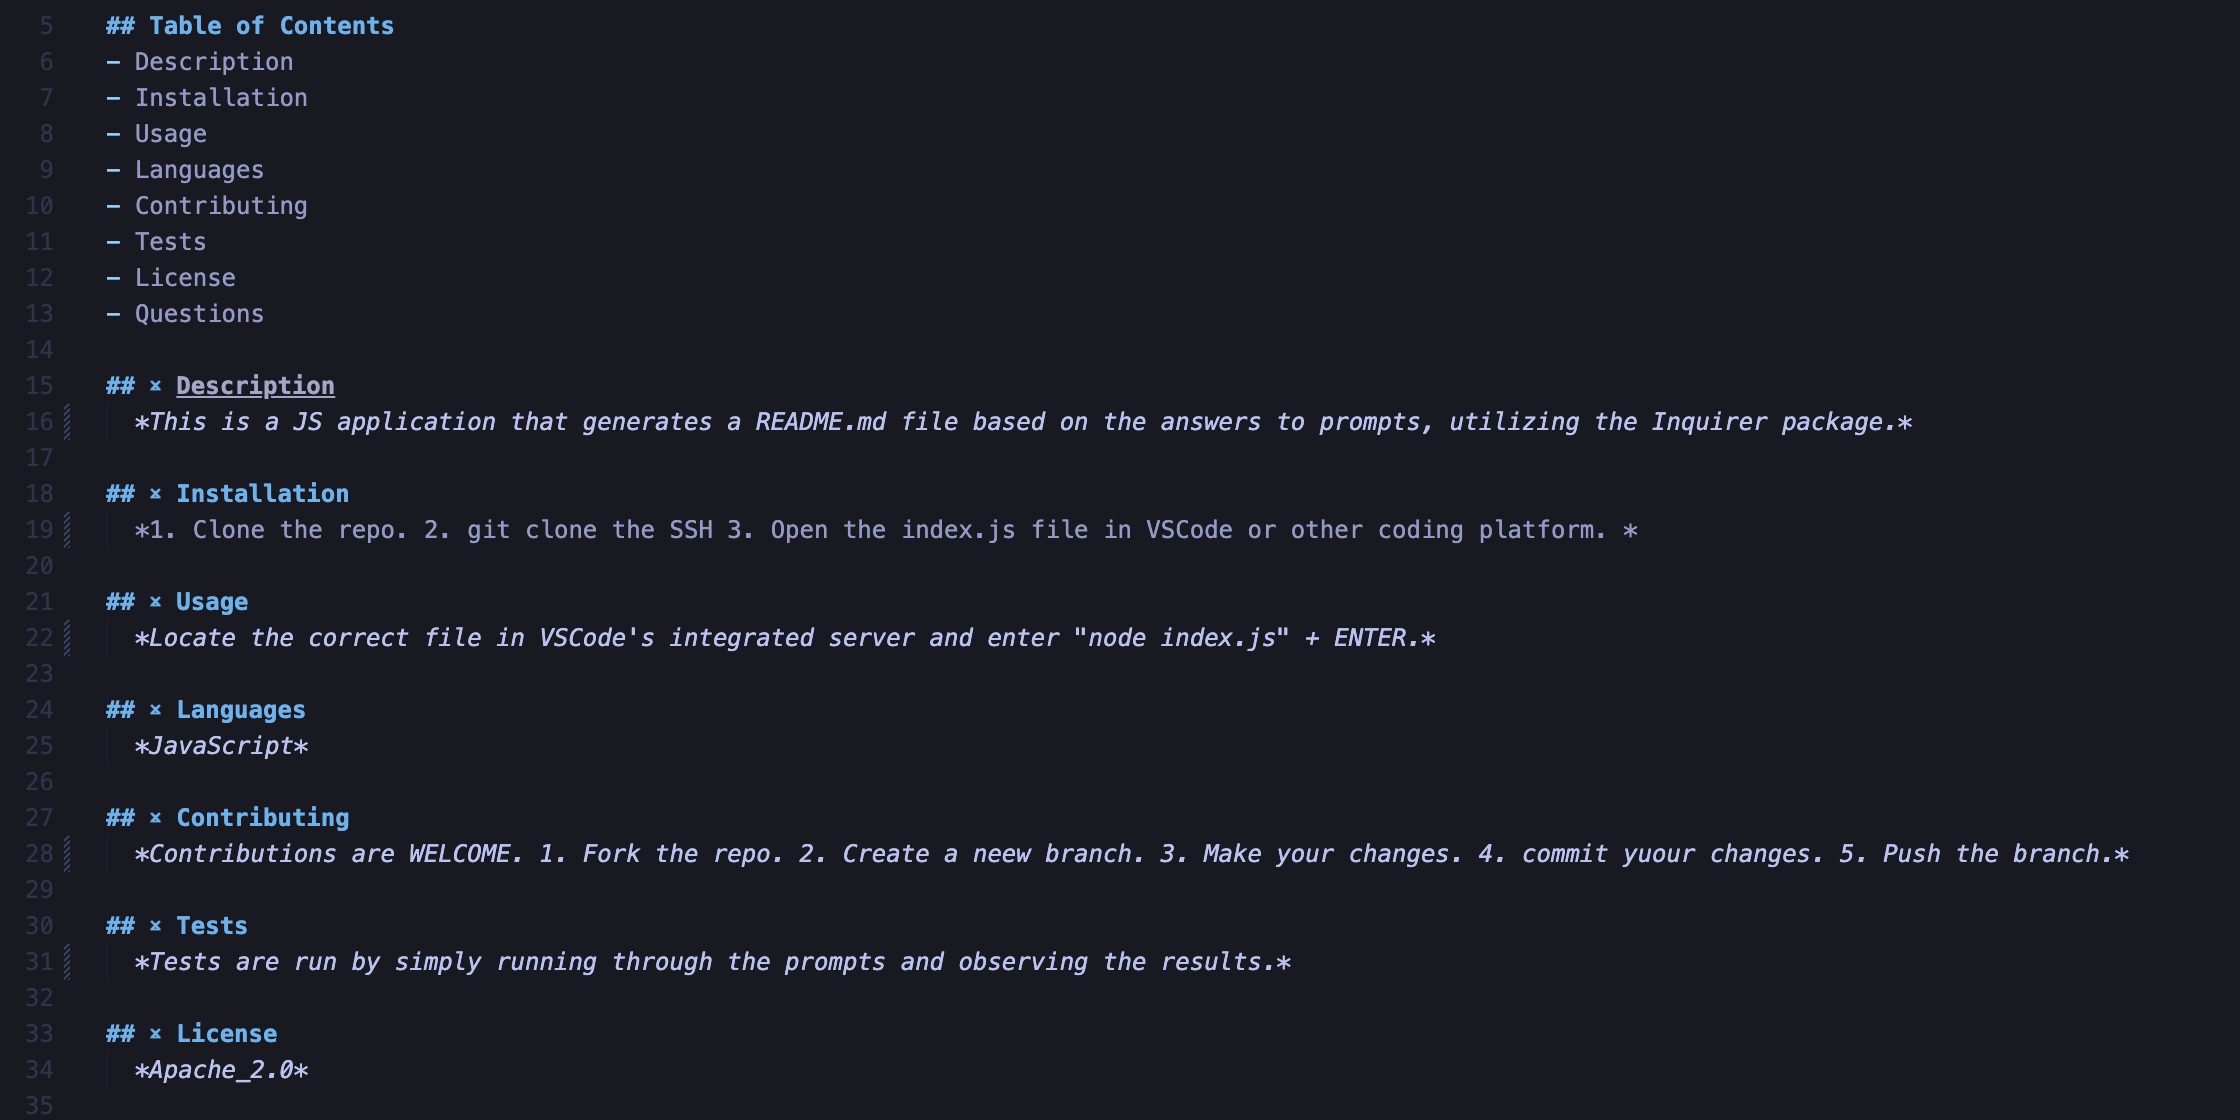 5 ## Table of Contents
6 - Description
7 - Installation
8 - Usage
9 - Languages
10 - Contributing
11 - Tests
12 - License
13 - Questions
14
15 ## × Description
16 *This is a JS application that generates a README.md file based on the answers to prompts, utilizing the Inquirer package.*
17
18 ## × Installation
19 *1. Clone the repo. 2. git clone the SSH 3. Open the index.js file in VSCode or other coding platform. *
20
21 ## × Usage
22 *Locate the correct file in VSCode's integrated server and enter "node index.js" + ENTER.*
23
24 ## × Languages
25 *JavaScript*
26
27 ## × Contributing
28 *Contributions are WELCOME. 1. Fork the repo. 2. Create a neew branch. 3. Make your changes. 4. commit yuour changes. 5. Push the branch.*
29
30 ## × Tests
31 *Tests are run by simply running through the prompts and observing the results.*
32
33 ## × License
34 *Apache_2.0*
35